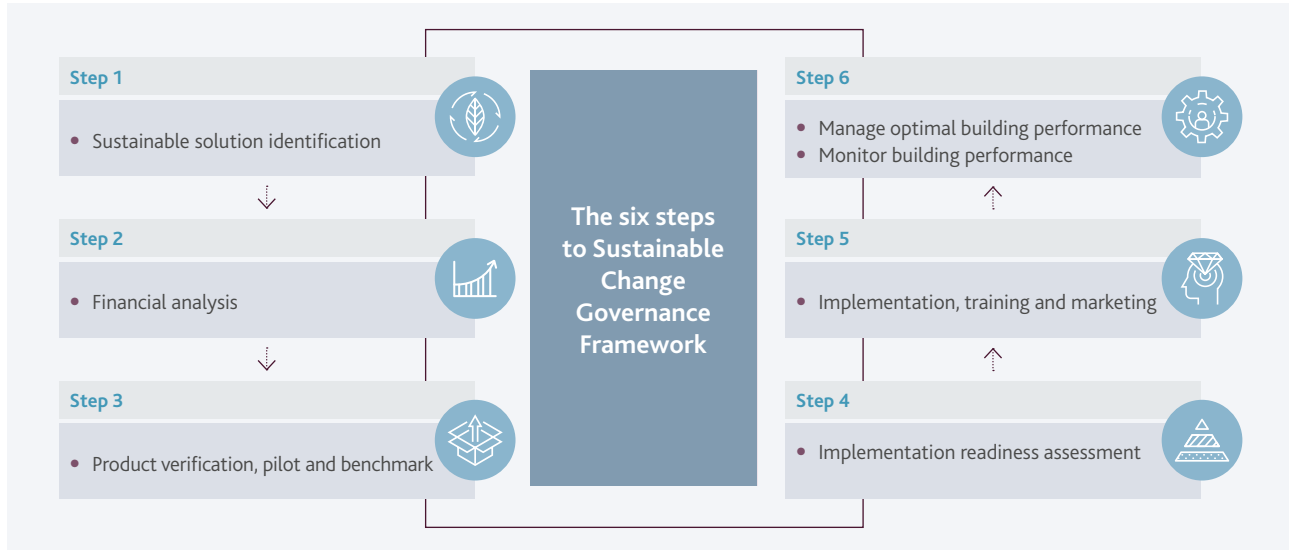 Step 1
• Sustainable solution identification
Step 2
• Financial analysis
Step 3
• Product verification, pilot and benchmark
The six steps
to Sustainable
Change
Governance
Framework
Step 6
• Manage optimal building performance
• Monitor building performance
Step 5
• Implementation, training and marketing
Step 4
• Implementation readiness assessment